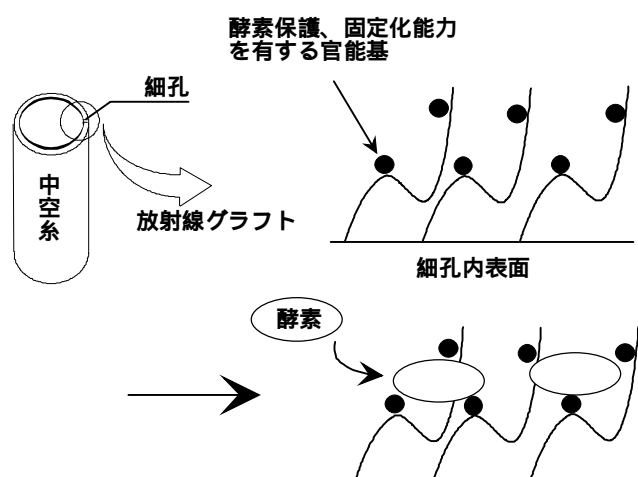 酵素保護、固定化能力
を有する官能基
細孔
中空糸
放射線グラフト
細孔内表面
酵素